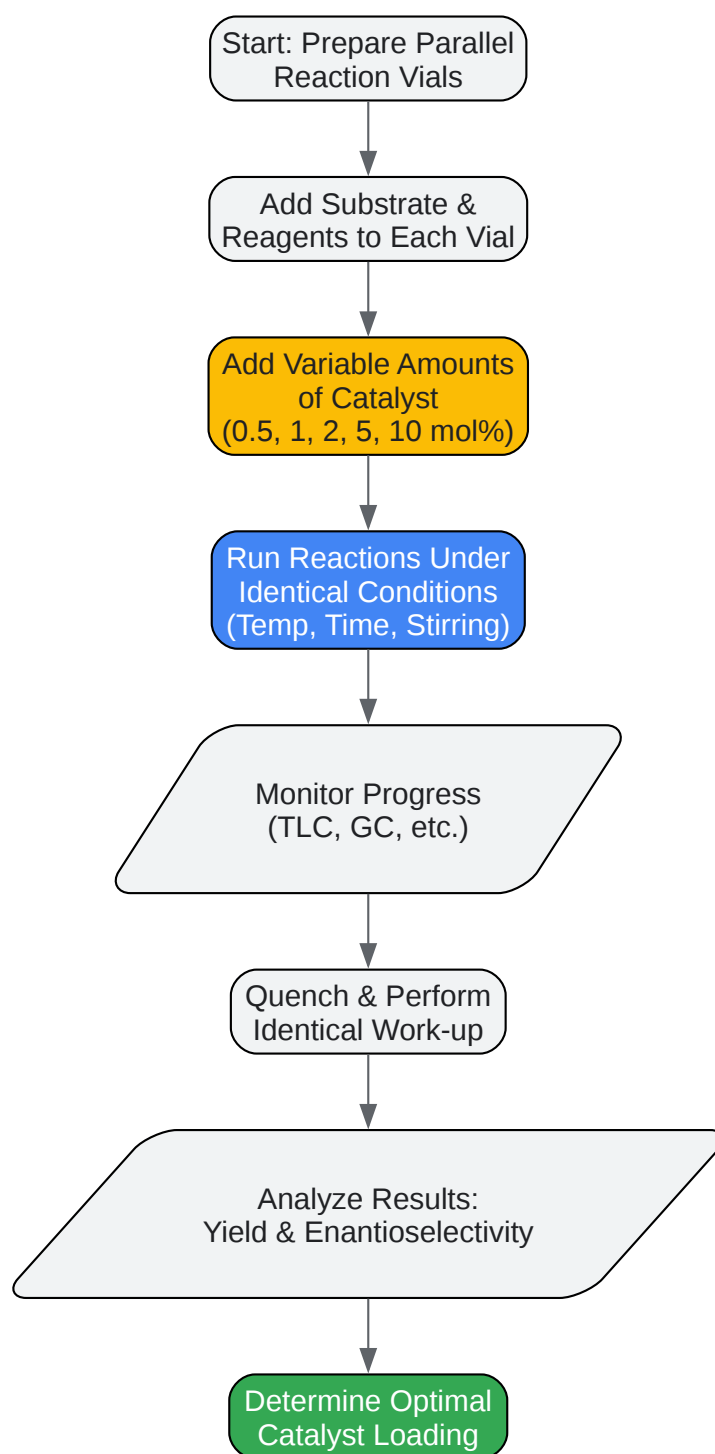 Start: Prepare Parallel
Reaction Vials
Add Substrate &
Reagents to Each Vial
Add Variable Amounts
of Catalyst
(0.5, 1, 2, 5, 10 mol%)
Run Reactions Under
Identical Conditions
(Temp, Time, Stirring)
Monitor Progress
(TLC, GC, etc.)
Quench & Perform
Identical Work-up
Analyze Results:
Yield & Enantioselectivity
Determine Optimal
Catalyst Loading